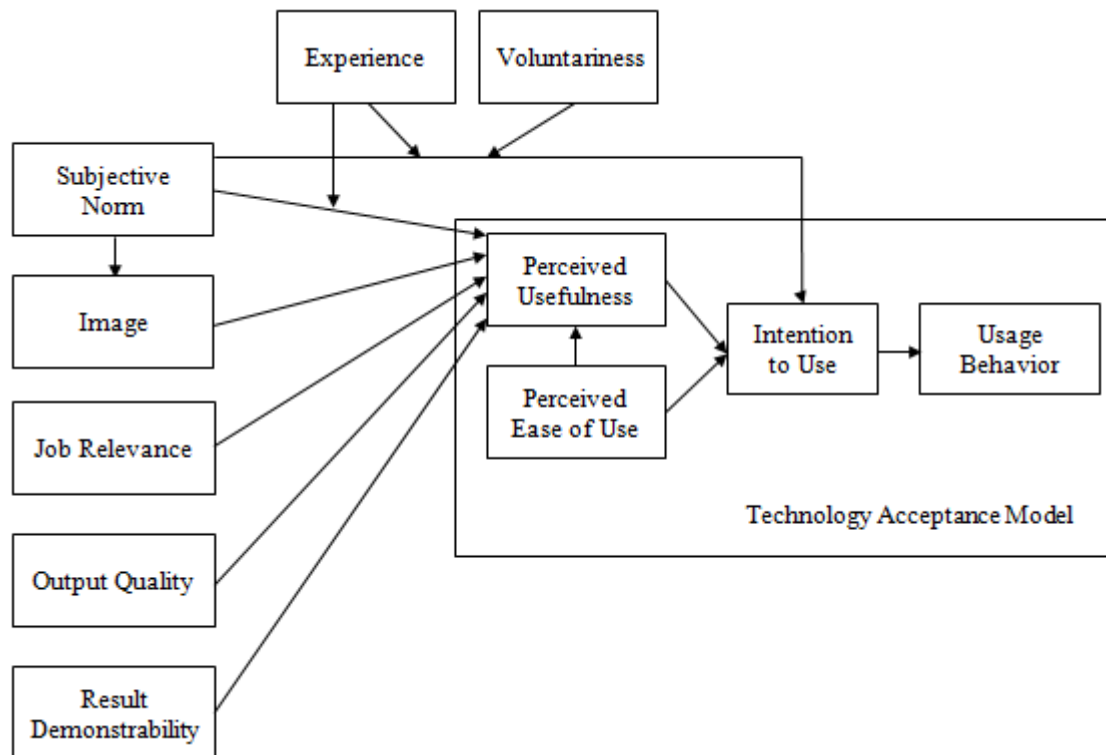 Experience
Voluntariness
Subjective
Norm
Image
Job Relevance
Output Quality
Result
Demonstrability
Perceived
Usefulness
Perceived
Ease of Use
Intention
to Use
Usage
Behavior
Technology Acceptance Model